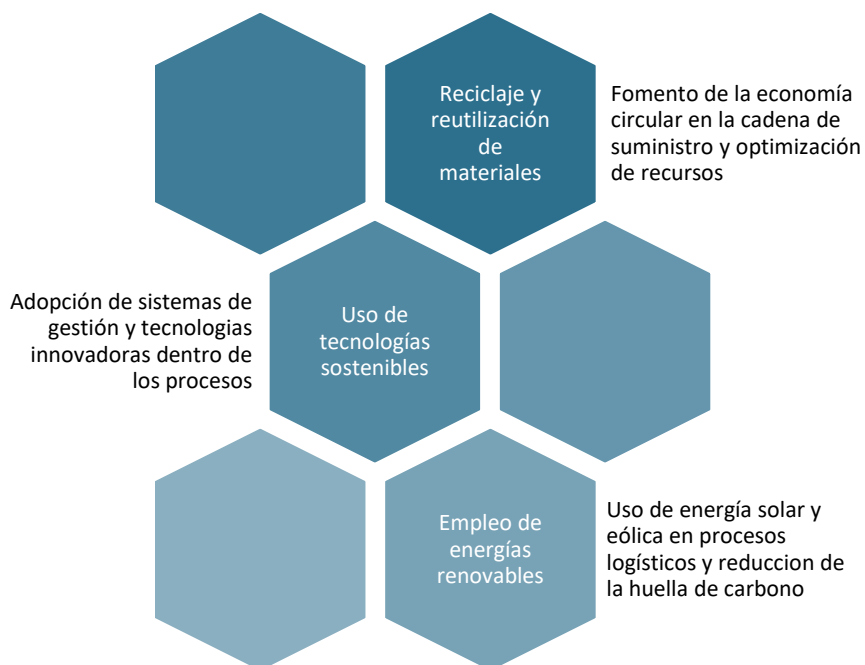 Reciclaje y
reutilización
de
materiales
Fomento de la economía
circular en la cadena de
suministro y optimización
de recursos
Adopción de sistemas de
gestión y tecnologias
innovadoras dentro de
los procesos
Uso de
tecnologías
sostenibles
Empleo de
energías
renovables
Uso de energía solar y
eólica en procesos
logísticos y reduccion de
la huella de carbono